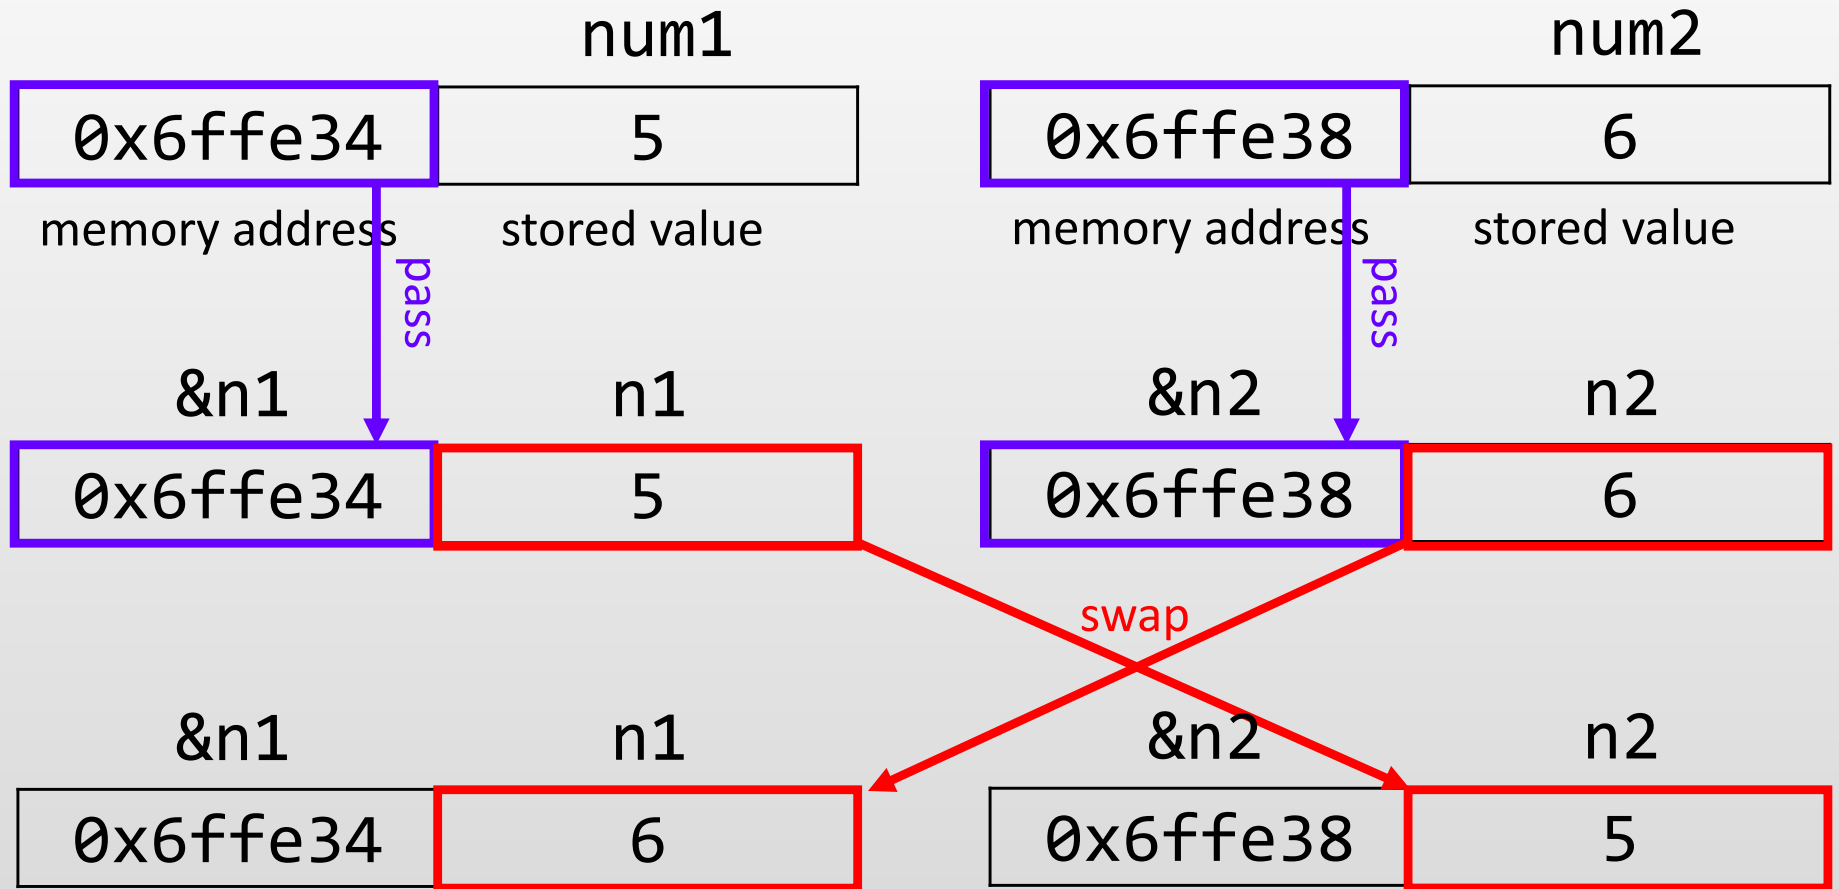 num1 num2
0x6ffe34 5 0x6ffe38 6
memory address stored value memory address stored value
pass pass
&n1 n1 &n2 n2
0x6ffe34 5 0x6ffe38 6
swap
&n1 n1 &n2 n2
0x6ffe34 6 0x6ffe38 5